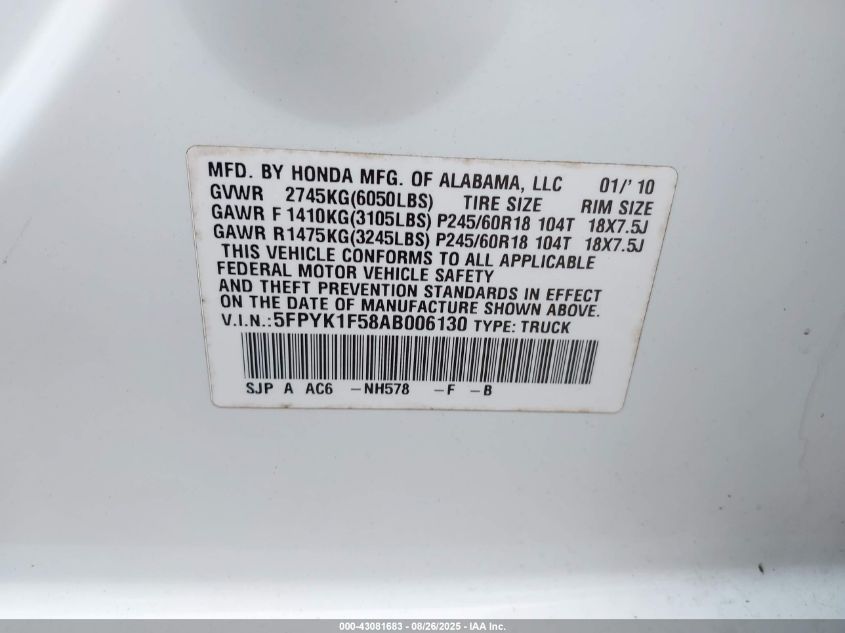 MFD. BY HONDA MFG. OF ALABAMA, LLC 01/'10
GVWR 2745KG(6050LBS) TIRE SIZE RIM SIZE
GAWR F 1410KG(3105LBS) P245/60R18 104T 18X7.5J
GAWR R1475KG(3245LBS) P245/60R18 104T 18X7.5J
THIS VEHICLE CONFORMS TO ALL APPLICABLE
FEDERAL MOTOR VEHICLE SAFETY
AND THEFT PREVENTION STANDARDS IN EFFECT
ON THE DATE OF MANUFACTURE SHOWN ABOVE.
V.I.N.:5FPYK1F58AB006130 TYPE: TRUCK
SJP A AC6 -NH578 -F -B
000-43081683 - 08/26/2025 - IAA Inc.